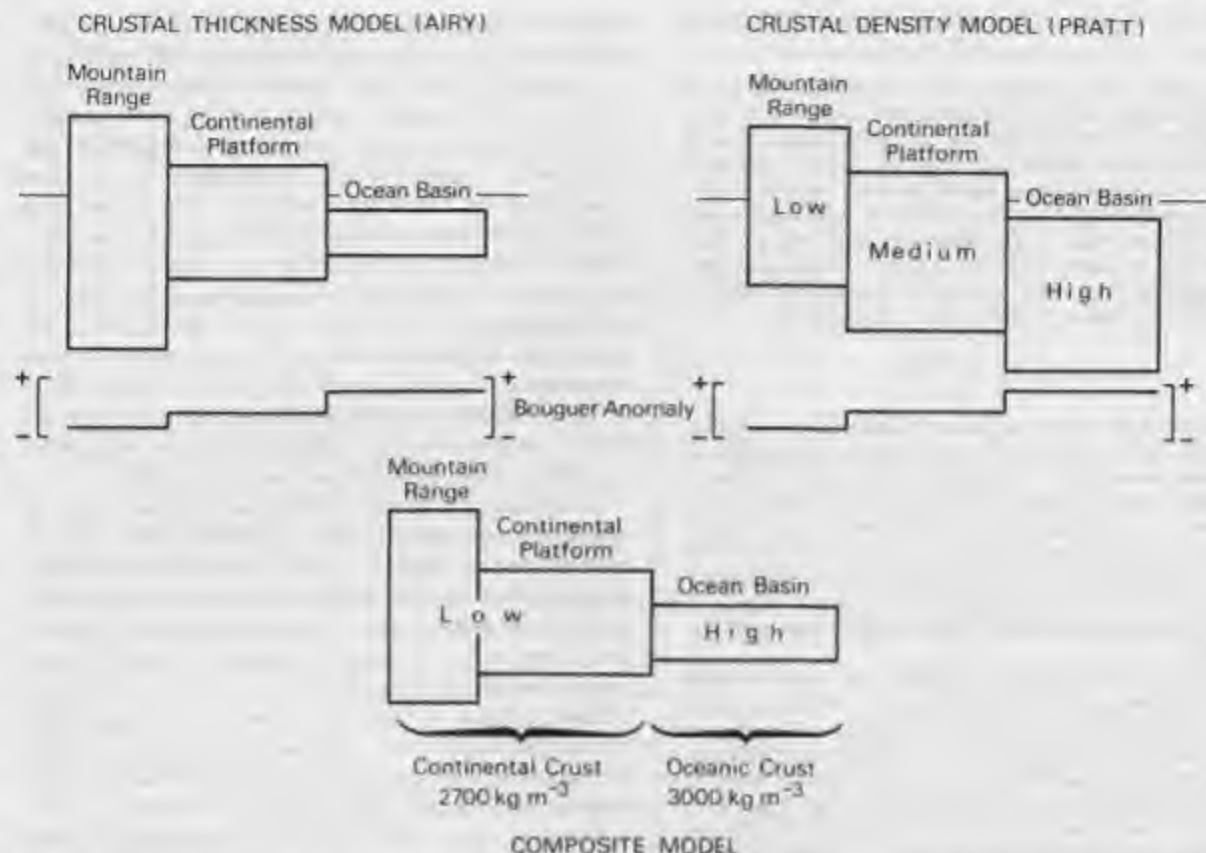 CRUSTAL THICKNESS MODEL (AIRY)
Mountain
Range
Continental
Platform
Ocean Basin
CRUSTAL DENSITY MODEL (PRATT)
Mountain
Range
Continental
Platform
Ocean Basin
Low
Medium
High
+
-
+
-
Bouguer Anomaly
+
-
+
-
Mountain
Range
Continental
Platform
Ocean Basin
Low
High
Continental Crust
2700 kg m⁻³
Oceanic Crust
3000 kg m⁻³
COMPOSITE MODEL